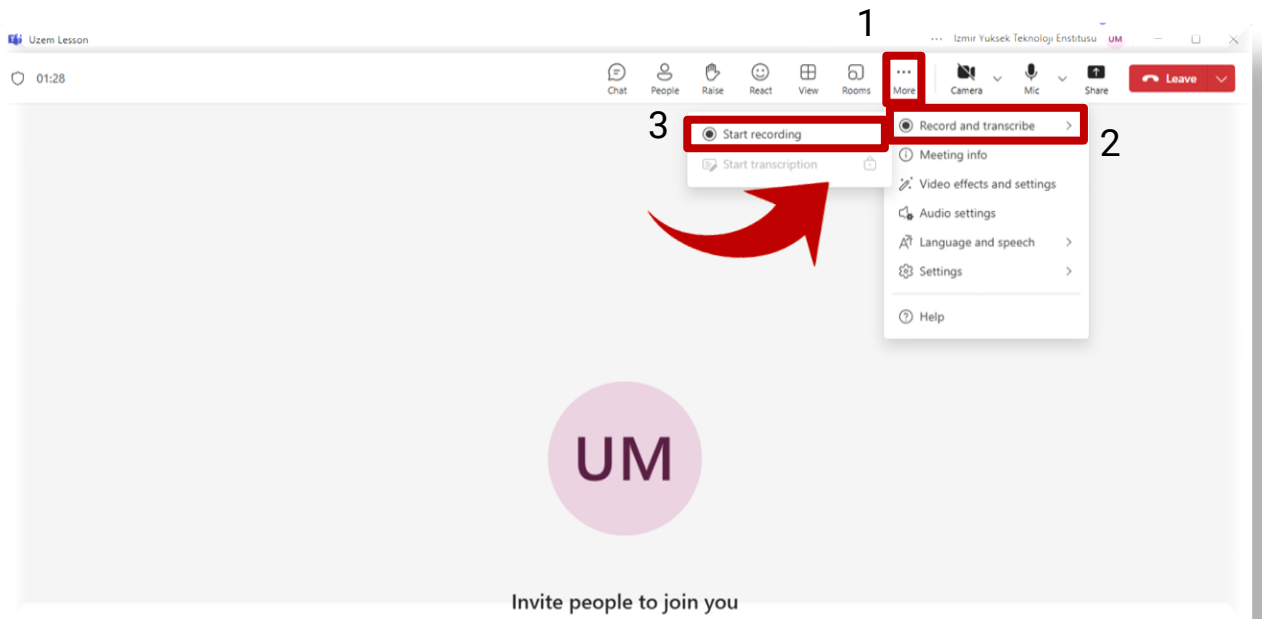 1
Uzem Lesson
··· Izmir Yuksek Teknoloji Enstitusu UM
01:28
Chat People Raise React View Rooms More Camera Mic Share Leave
3
Start recording
Start transcription
Record and transcribe
2
Meeting info
Video effects and settings
Audio settings
Language and speech
Settings
Help
UM
Invite people to join you